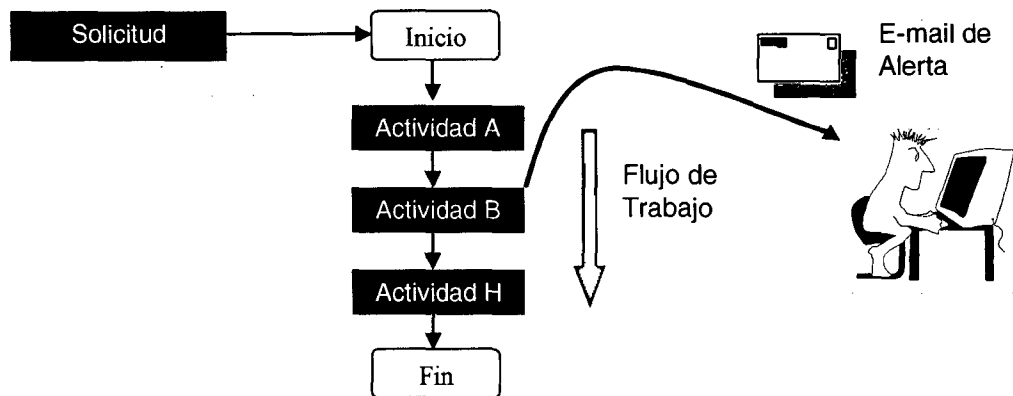 Solicitud
Inicio
E-mail de
Alerta
Actividad A
Flujo de
Trabajo
Actividad B
Actividad H
Fin